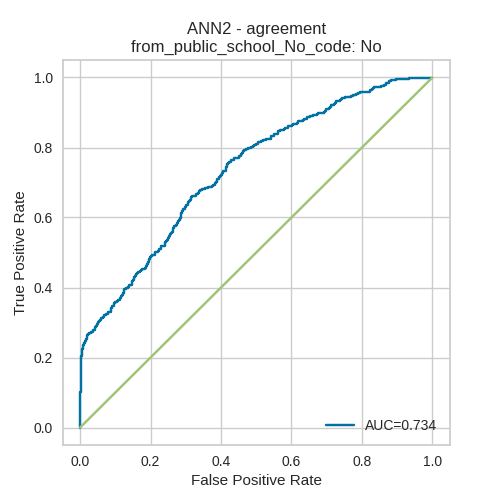 ANN2 - agreement
from_public_school_No_code: No
1.0
0.8
0.6
0.4
0.2
0.0
True Positive Rate
AUC=0.734
0.0 0.2 0.4 0.6 0.8 1.0
False Positive Rate